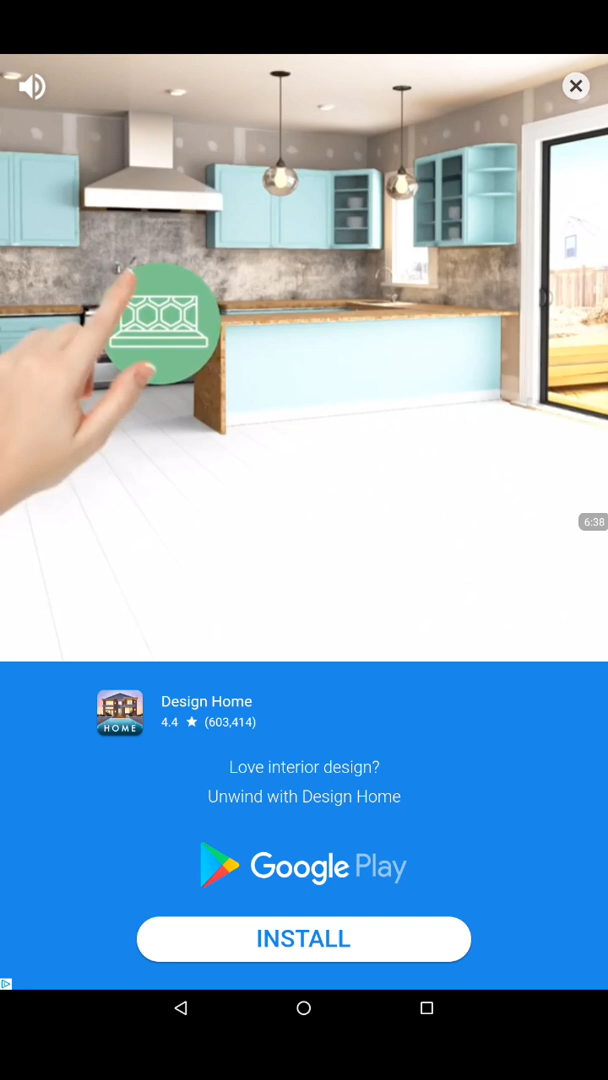 6:38
HOME
Design Home
4.4 ★ (603,414)
Love interior design?
Unwind with Design Home
Google Play
INSTALL